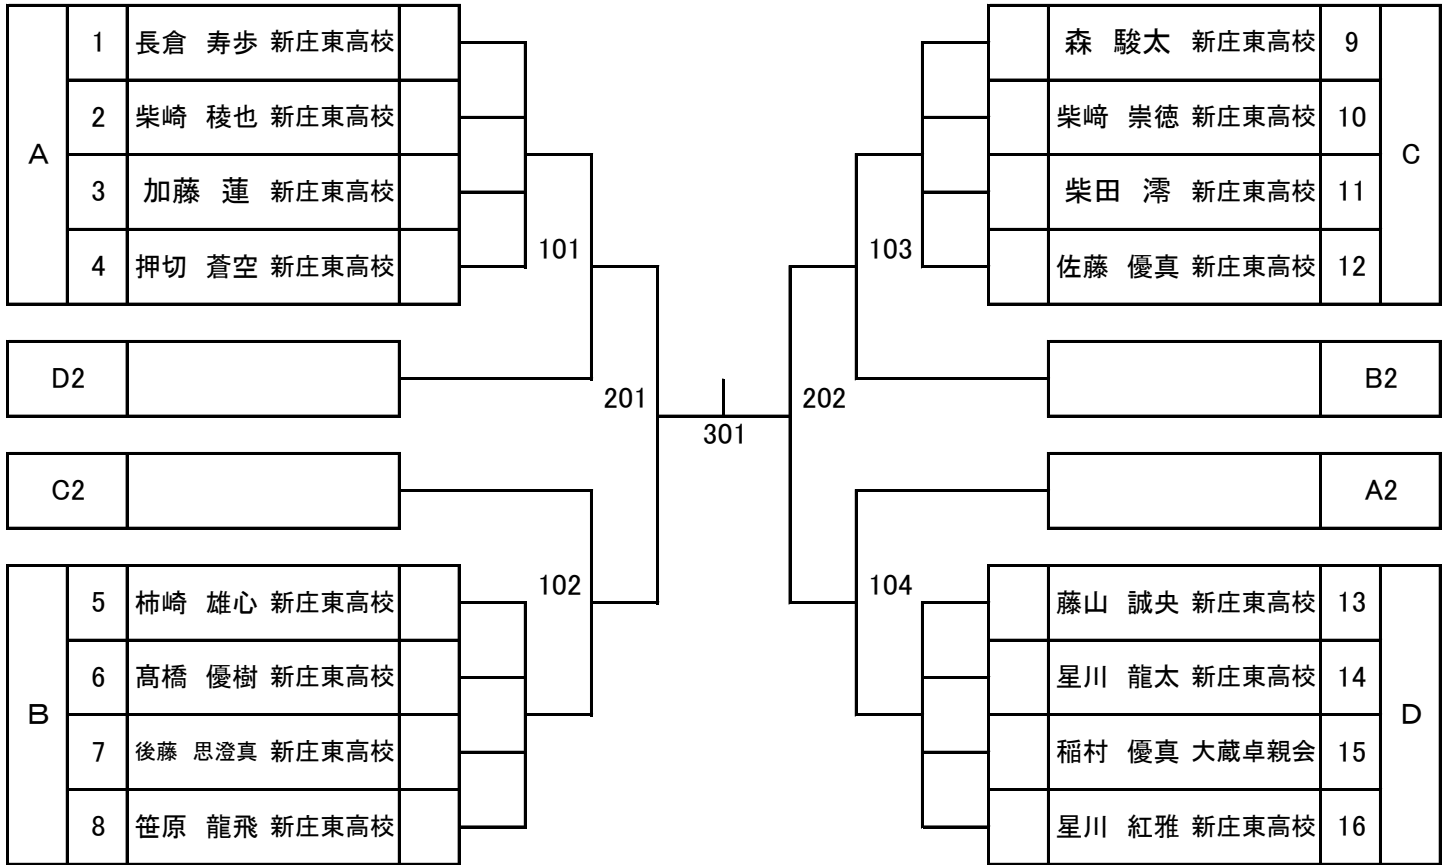 A
1 長倉 寿歩 新庄東高校
2 柴崎 稜也 新庄東高校
3 加藤 蓮 新庄東高校
4 押切 蒼空 新庄東高校
101
D2
201
C2
102
B
5 柿崎 雄心 新庄東高校
6 髙橋 優樹 新庄東高校
7 後藤 思澄真 新庄東高校
8 笹原 龍飛 新庄東高校
301
森 駿太 新庄東高校 9
柴﨑 崇徳 新庄東高校 10
柴田 澪 新庄東高校 11
佐藤 優真 新庄東高校 12
C
103
B2
202
A2
104
藤山 誠央 新庄東高校 13
星川 龍太 新庄東高校 14
稲村 優真 大蔵卓親会 15
星川 紅雅 新庄東高校 16
D